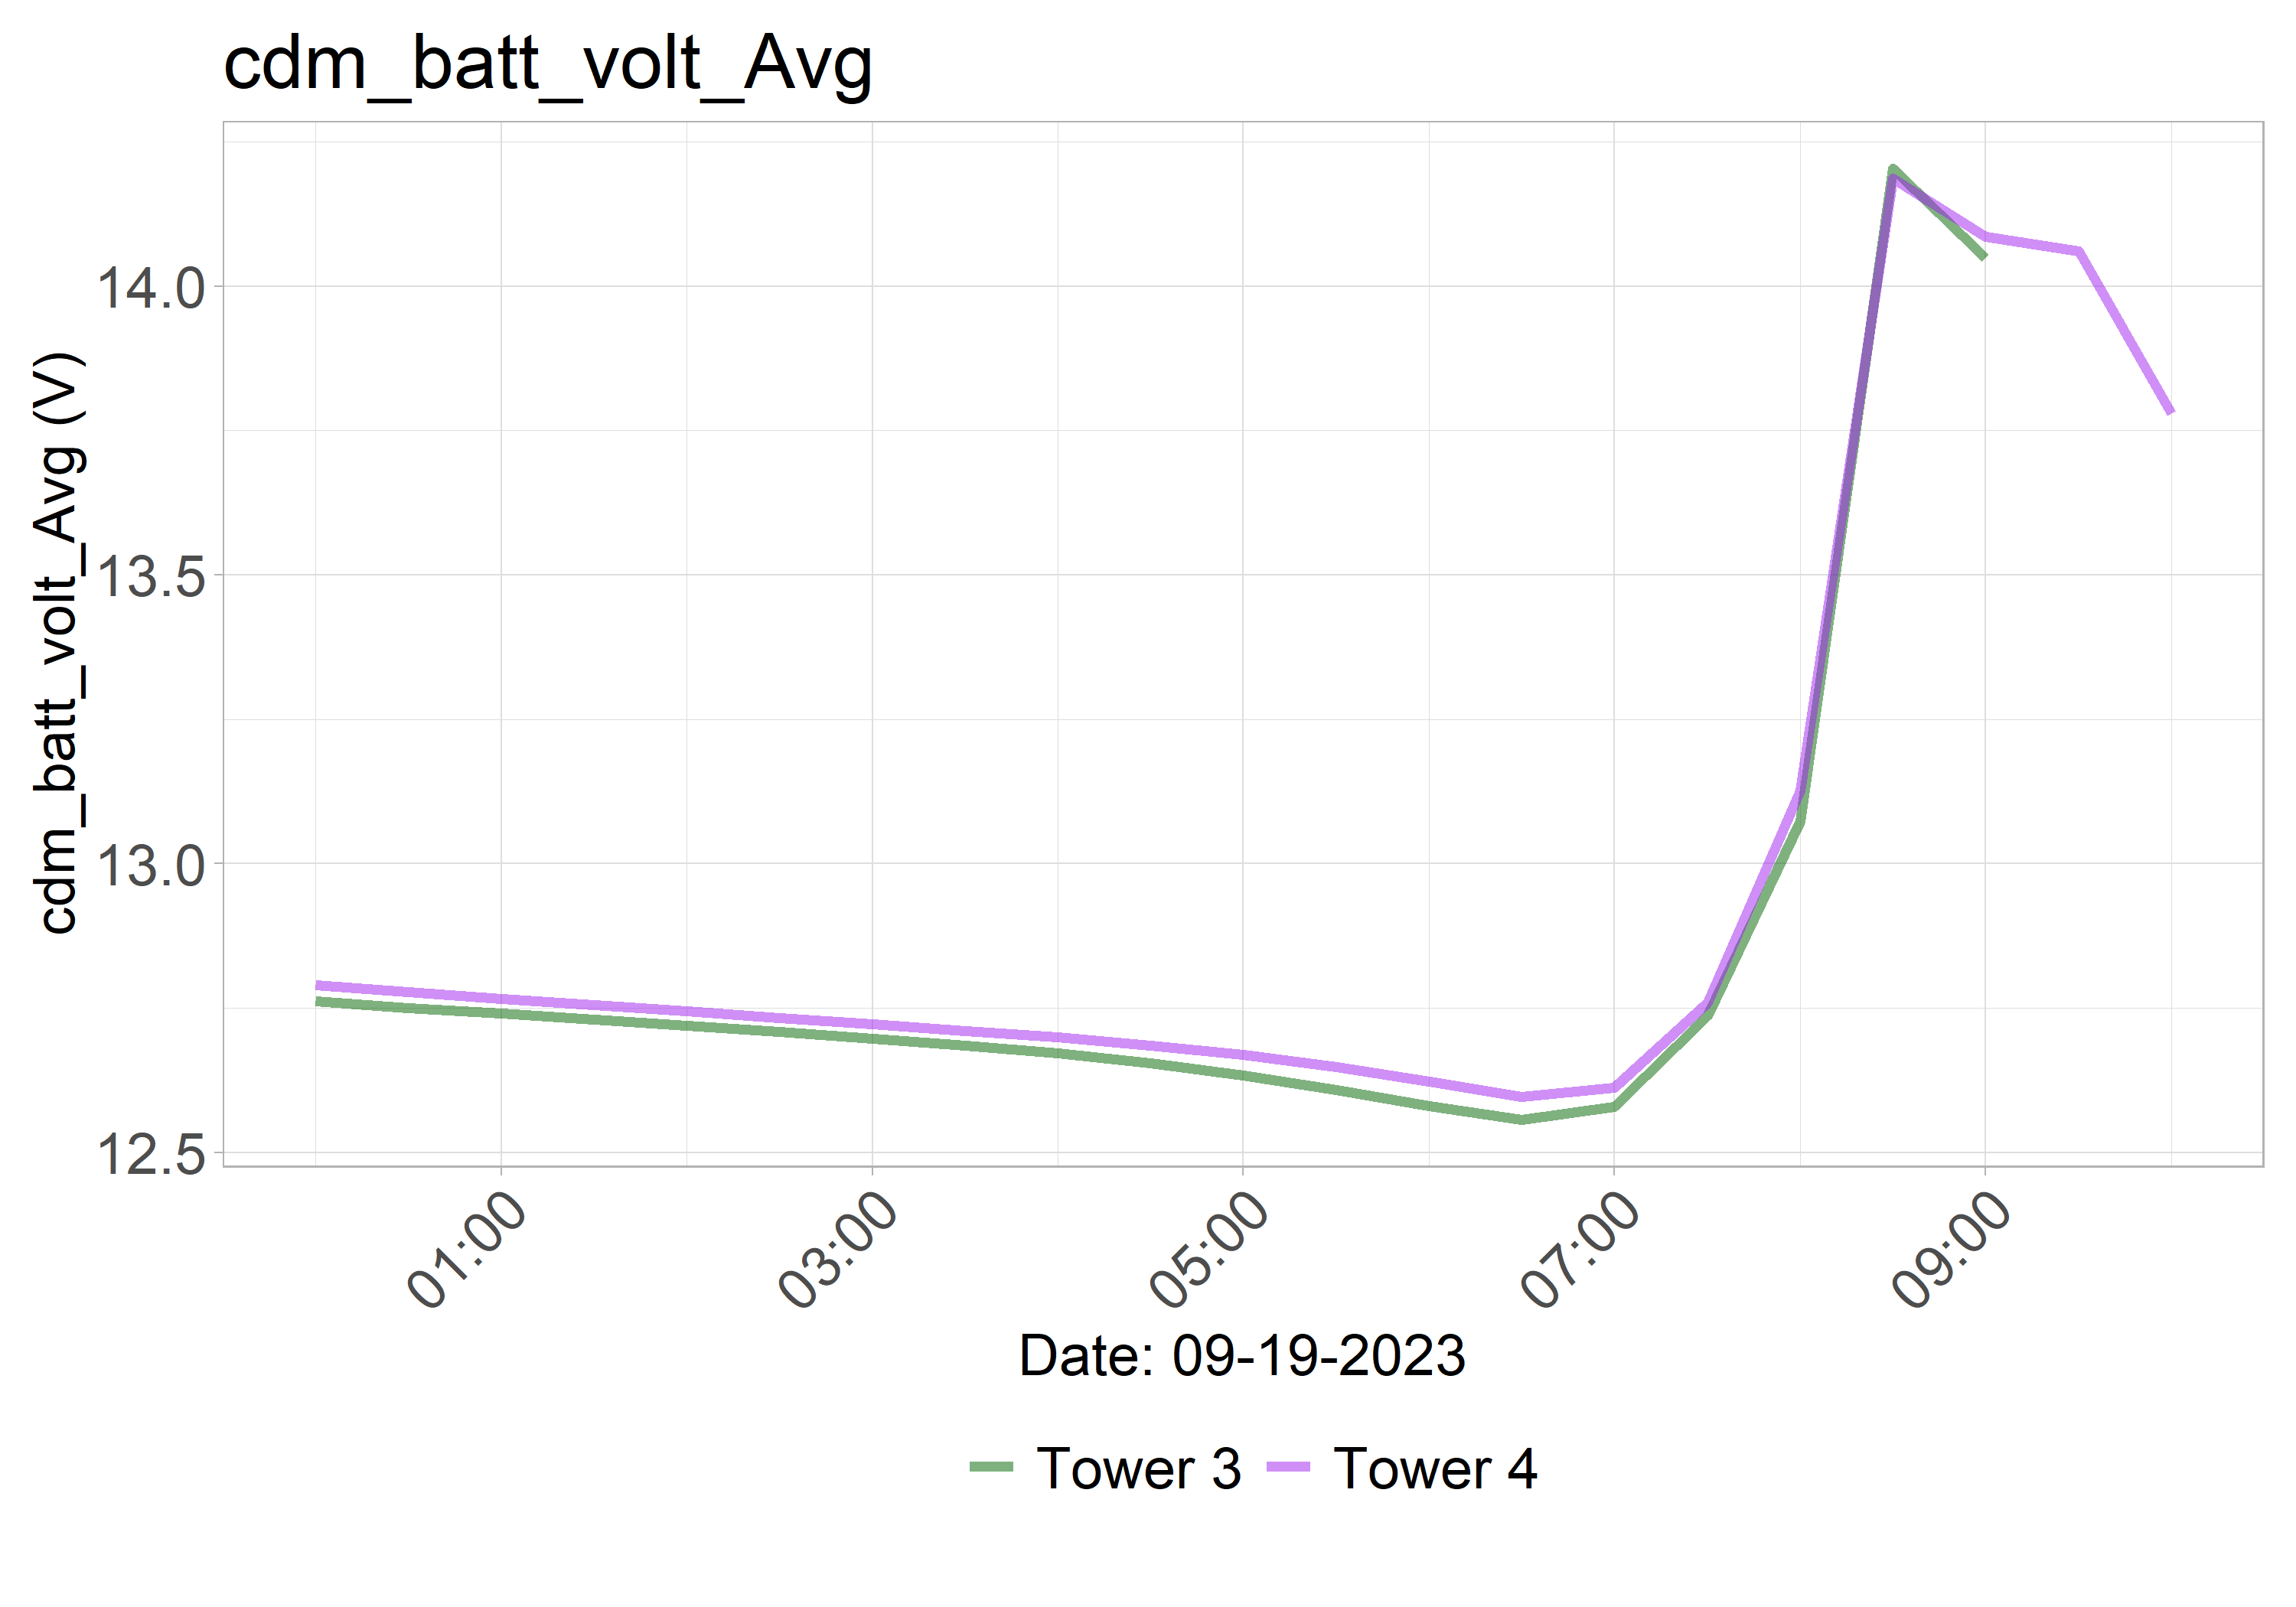 cdm_batt_volt_Avg
cdm_batt_volt_Avg (V)
14.0
13.5
13.0
12.5
01:00
03:00
05:00
07:00
09:00
Date: 09-19-2023
Tower 3
Tower 4